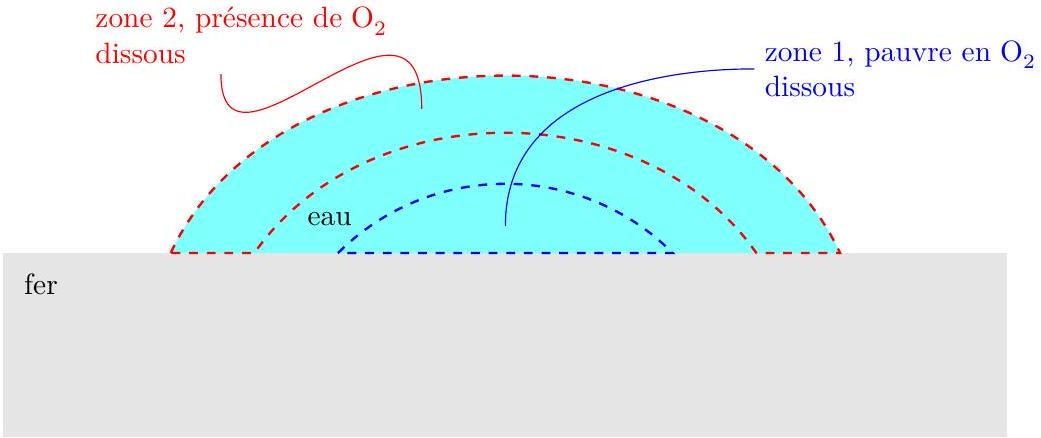 zone 2, présence de O₂
dissous
zone 1, pauvre en O₂
dissous
eau
fer